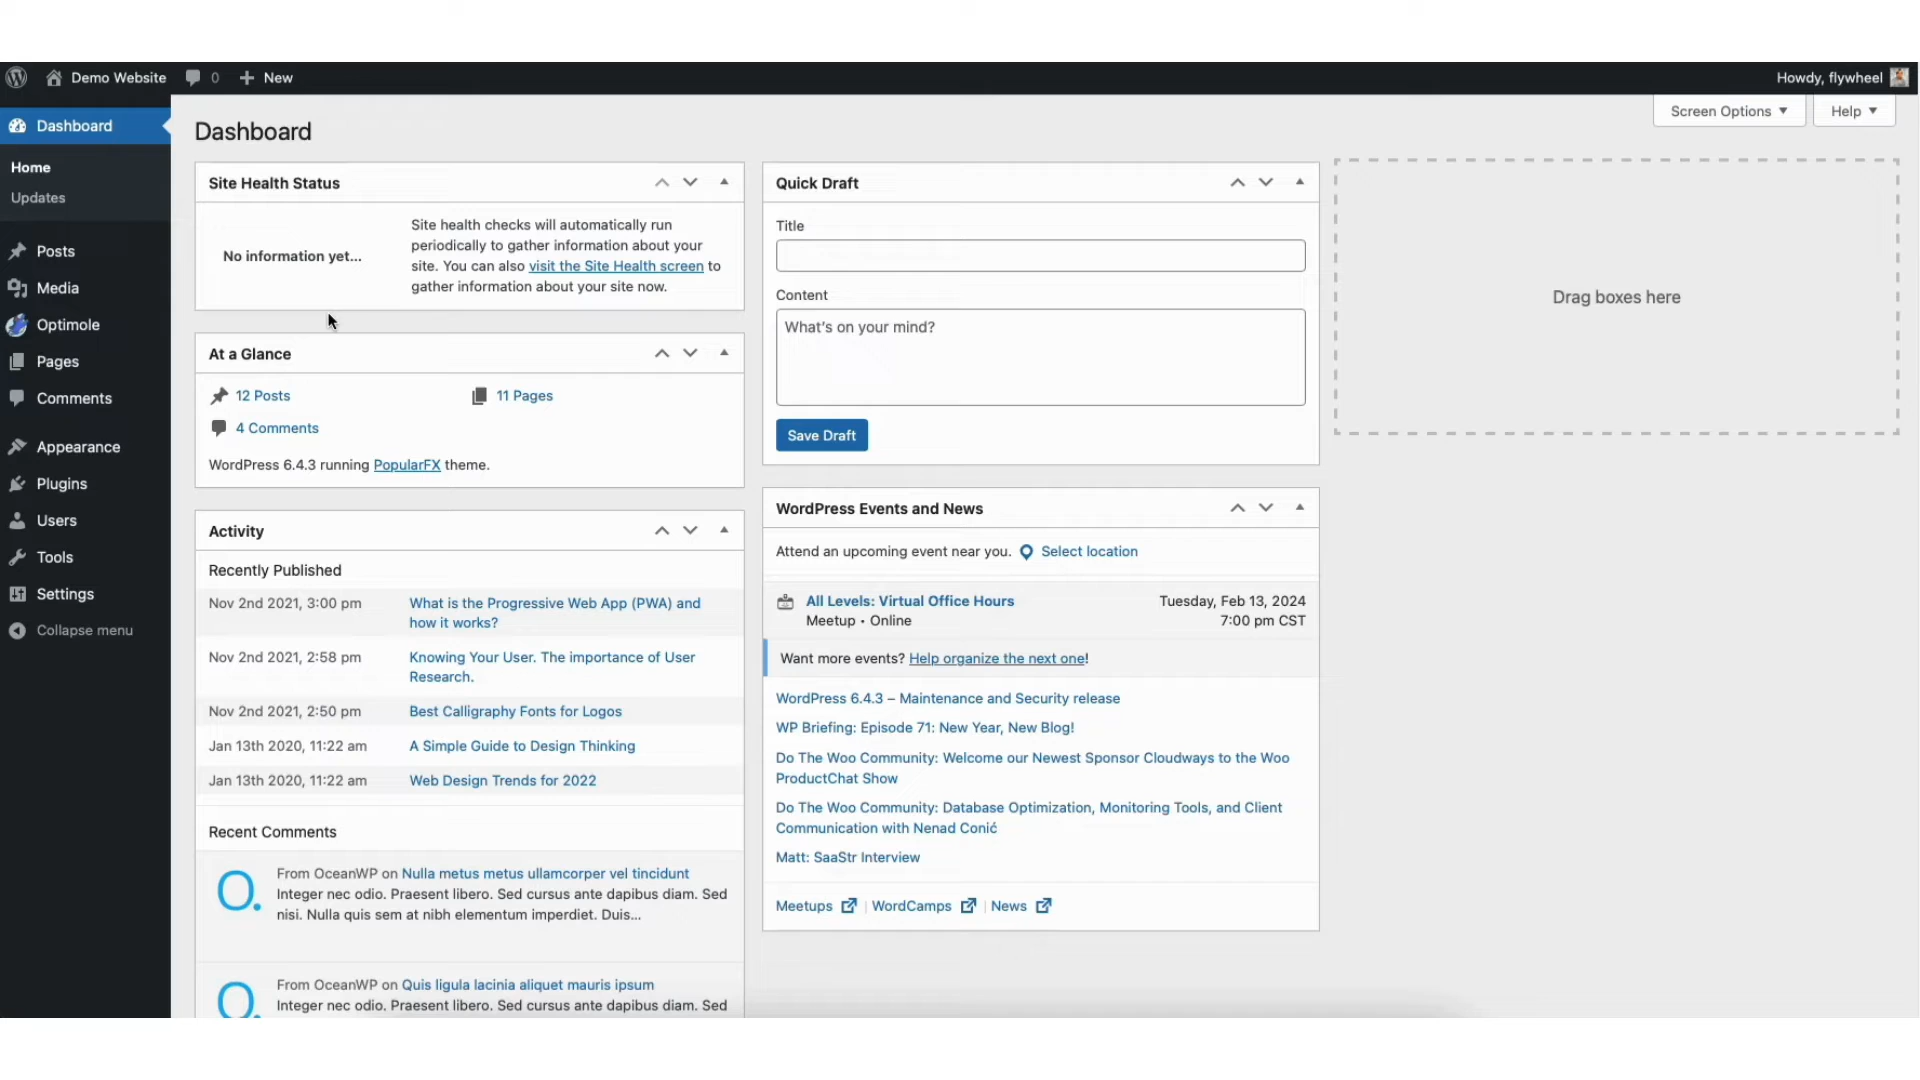 Demo Website 0 New
Howdy, flywheel
Dashboard
Home
Updates
Posts
Media
Optimole
Pages
Comments
Appearance
Plugins
Users
Tools
Settings
Collapse menu
Screen Options
Help
Dashboard
Site Health Status
No information yet...
Site health checks will automatically run
periodically to gather information about your
site. You can also visit the Site Health screen to
gather information about your site now.
At a Glance
12 Posts
11 Pages
4 Comments
WordPress 6.4.3 running PopularFX theme.
Activity
Recently Published
Nov 2nd 2021, 3:00 pm
What is the Progressive Web App (PWA) and
how it works?
Nov 2nd 2021, 2:58 pm
Knowing Your User. The importance of User
Research.
Nov 2nd 2021, 2:50 pm
Best Calligraphy Fonts for Logos
Jan 13th 2020, 11:22 am
A Simple Guide to Design Thinking
Jan 13th 2020, 11:22 am
Web Design Trends for 2022
Recent Comments
O.
From OceanWP on Nulla metus metus ullamcorper vel tincidunt
Integer nec odio. Praesent libero. Sed cursus ante dapibus diam. Sed
nisi. Nulla quis sem at nibh elementum imperdiet. Duis...
O.
From OceanWP on Quis ligula lacinia aliquet mauris ipsum
Integer nec odio. Praesent libero. Sed cursus ante dapibus diam. Sed
Quick Draft
Title
Content
What's on your mind?
Save Draft
WordPress Events and News
Attend an upcoming event near you. Select location
All Levels: Virtual Office Hours
Meetup • Online
Tuesday, Feb 13, 2024
7:00 pm CST
Want more events? Help organize the next one!
WordPress 6.4.3 – Maintenance and Security release
WP Briefing: Episode 71: New Year, New Blog!
Do The Woo Community: Welcome our Newest Sponsor Cloudways to the Woo
ProductChat Show
Do The Woo Community: Database Optimization, Monitoring Tools, and Client
Communication with Nenad Conić
Matt: SaaStr Interview
Meetups | WordCamps | News
Drag boxes here